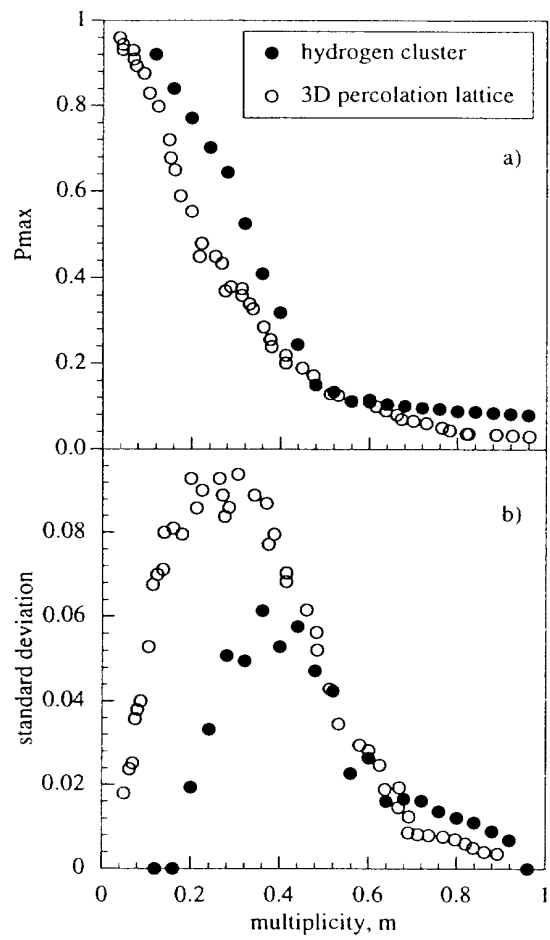 1
hydrogen cluster
3D percolation lattice
0.8
a)
0.6
Pmax
0.4
0.2
0.0
b)
0.08
0.06
standard deviation
0.04
0.02
0
0 0.2 0.4 0.6 0.8 1
multiplicity, m